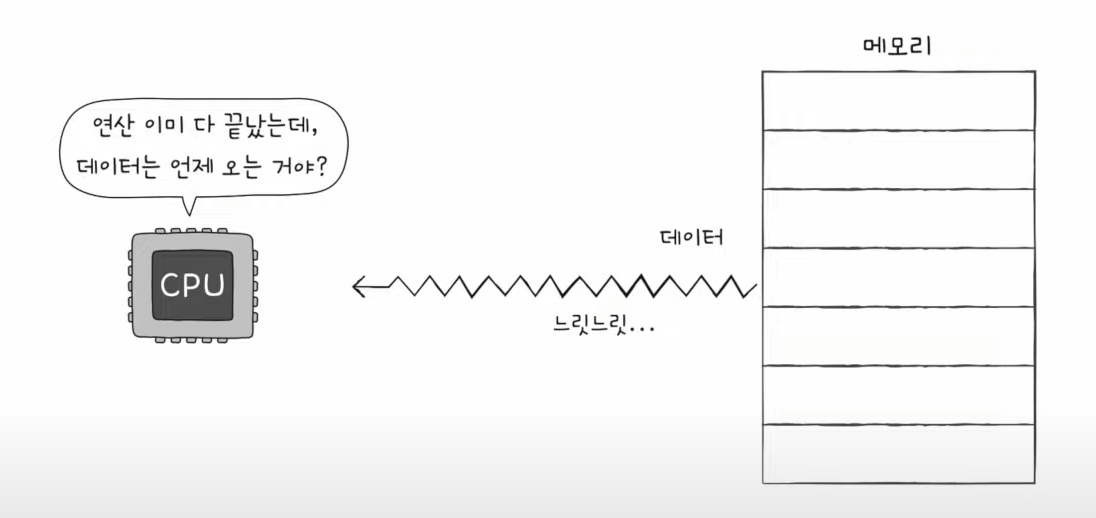 메모리
연산 이미 다 끝났는데,
데이터는 언제 오는 거야?
데이터
CPU
느릿느릿...